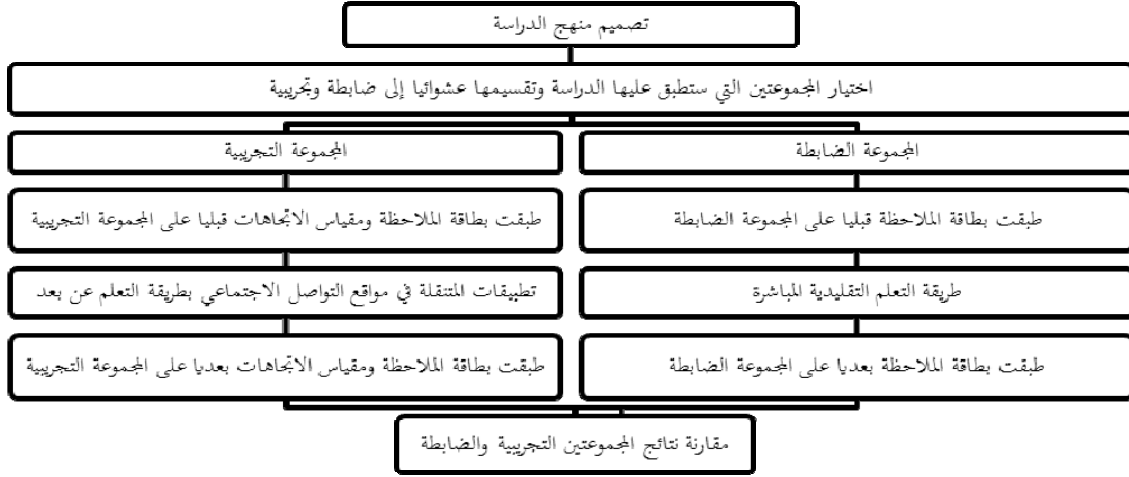 تصميم منهج الدراسة
اختيار المجموعتين التي ستطبق عليها الدراسة وتقسيمها عشوائيا إلى ضابطة وتجريبية
المجموعة الضابطة
المجموعة التجريبية
طبقت بطاقة الملاحظة قبليا على المجموعة الضابطة
طبقت بطاقة الملاحظة ومقياس الاتجاهات قبليا على المجموعة التجريبية
طريقة التعلم التقليدية المباشرة
تطبيقات المتنقلة في مواقع التواصل الاجتماعي بطريقة التعلم عن بعد
طبقت بطاقة الملاحظة بعديا على المجموعة الضابطة
طبقت بطاقة الملاحظة ومقياس الاتجاهات بعديا على المجموعة التجريبية
مقارنة نتائج المجموعتين التجريبية والضابطة